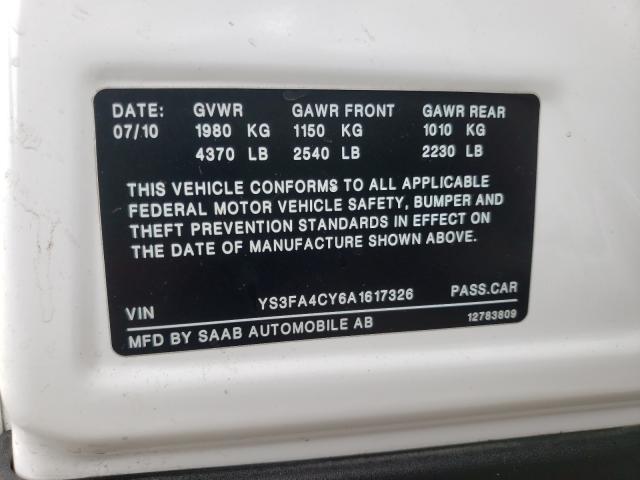 DATE: GVWR GAWR FRONT GAWR REAR
07/10 1980 KG 1150 KG 1010 KG
4370 LB 2540 LB 2230 LB
THIS VEHICLE CONFORMS TO ALL APPLICABLE
FEDERAL MOTOR VEHICLE SAFETY, BUMPER AND
THEFT PREVENTION STANDARDS IN EFFECT ON
THE DATE OF MANUFACTURE SHOWN ABOVE.
VIN YS3FA4CY6A1617326 PASS.CAR
MFD BY SAAB AUTOMOBILE AB 12783809